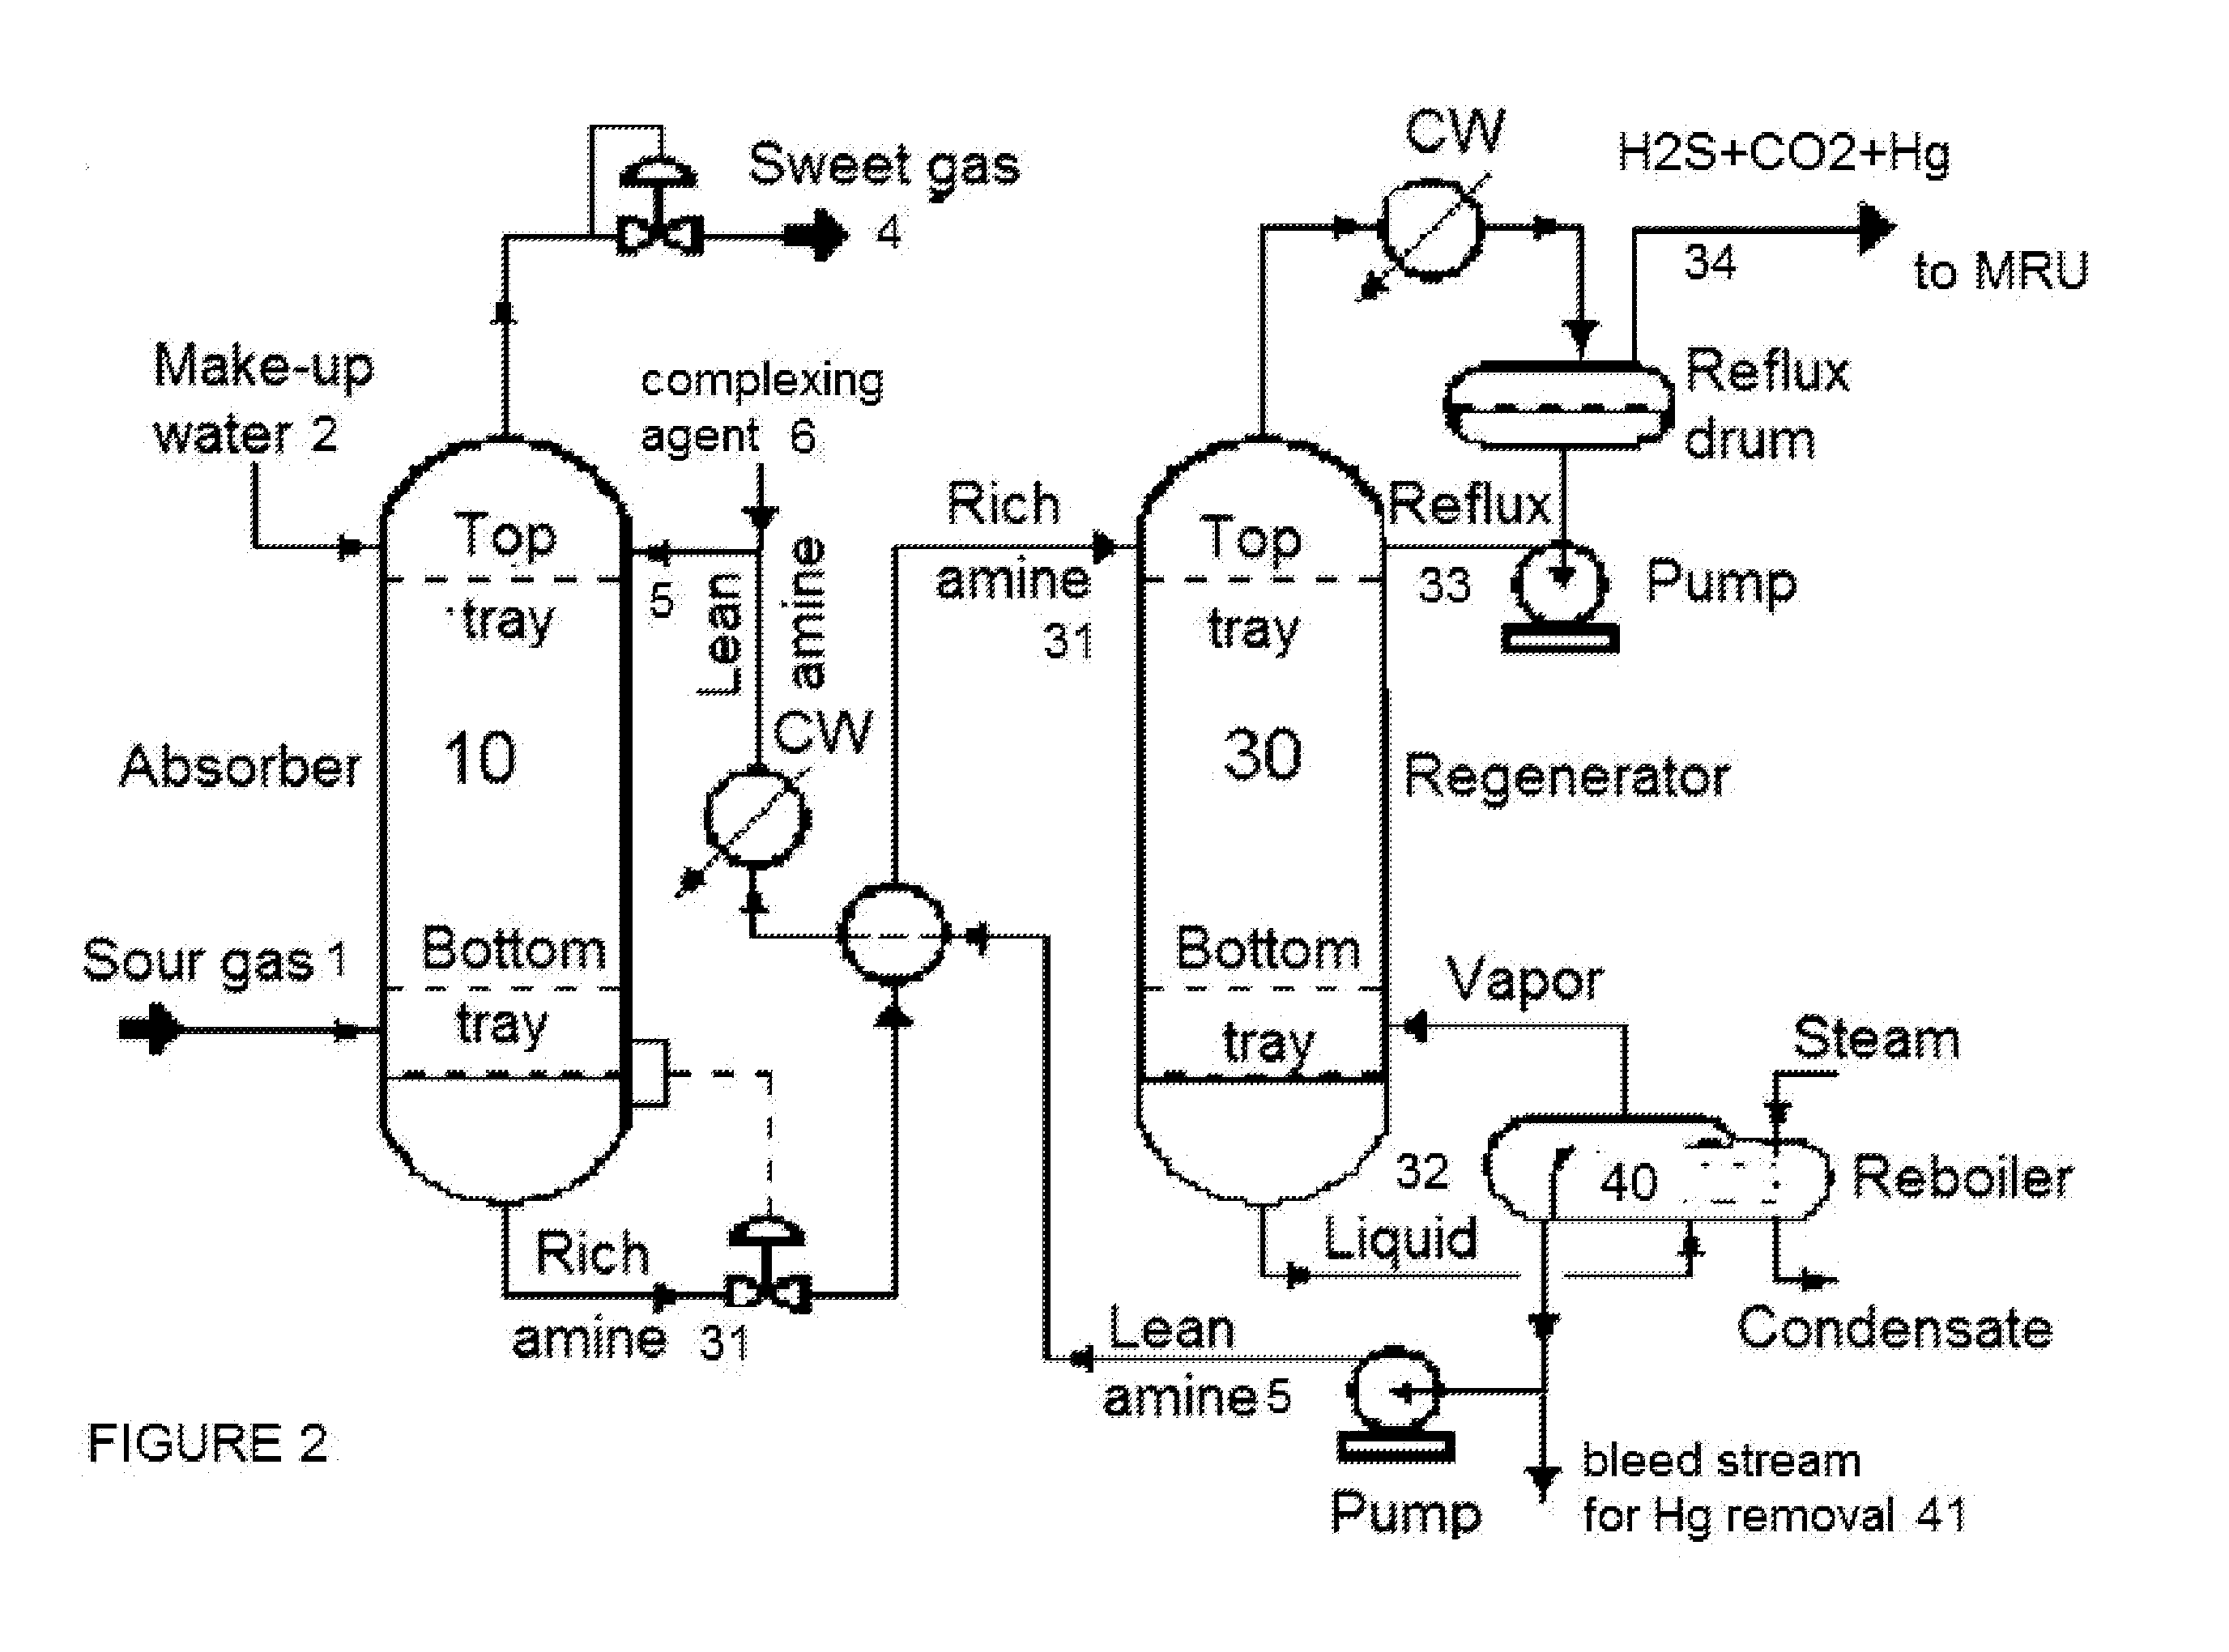 CW
H2S+CO2+Hg
Sweet gas
4
34
to MRU
Make-up
water 2
complexing
agent 6
Reflux
drum
Rich
amine
31
Reflux
33
Pump
Top
tray
Top
tray
5
Lean
amine
CW
Absorber
10
30
Regenerator
Sour gas 1
Bottom
tray
Bottom
tray
Vapor
Steam
32
40
Reboiler
Liquid
Rich
amine 31
Condensate
Lean
amine 5
Pump
bleed stream
for Hg removal 41
FIGURE 2